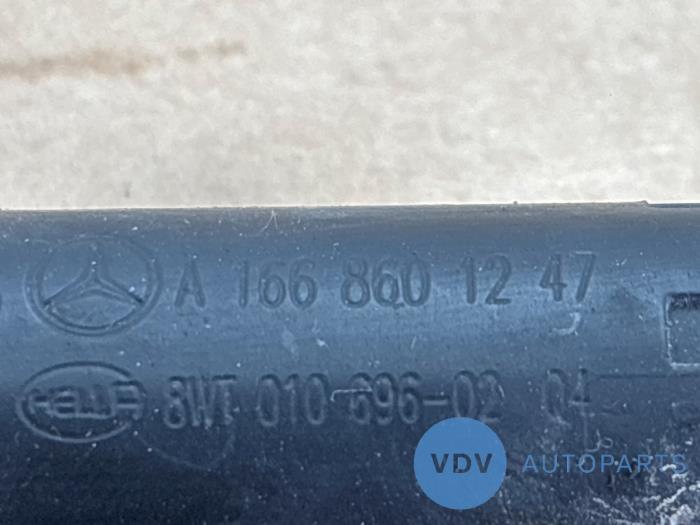 A 166 860 12 47
HELLA 8WT 010 696-02 04
VDV AUTOPARTS